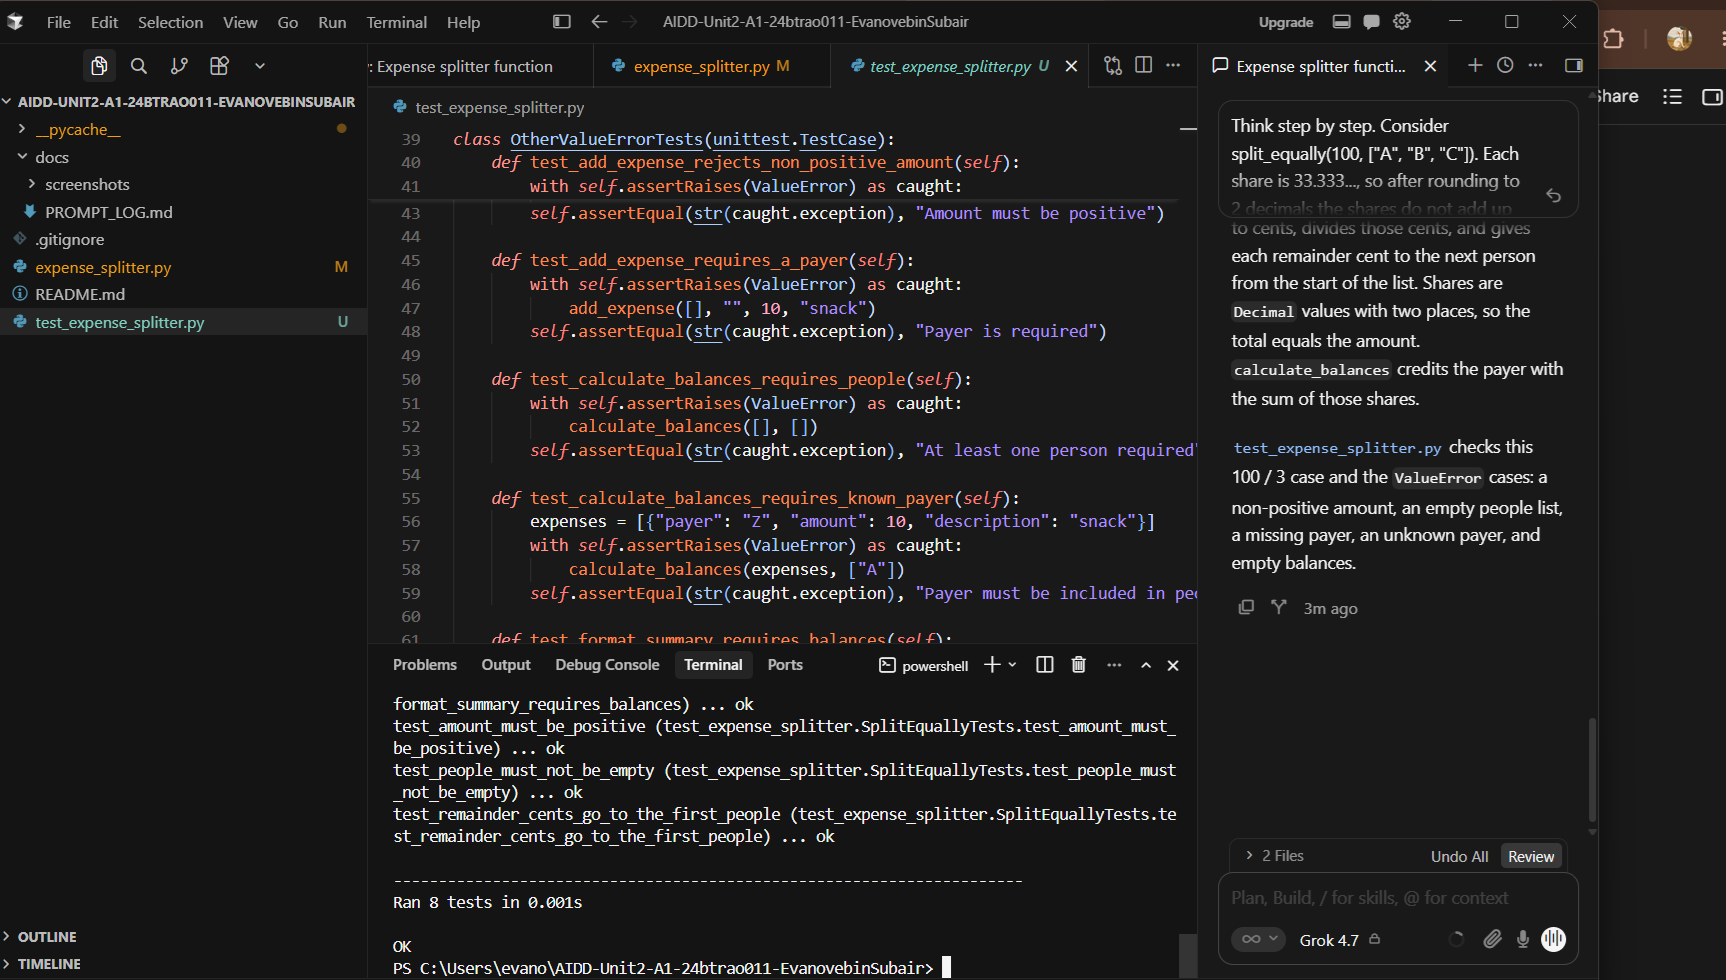 File Edit Selection View Go Run Terminal Help
AIDD-Unit2-A1-24btrao011-EvanovebinSubair
Upgrade
AIDD-UNIT2-A1-24BTRAO011-EVANOVEBINSUBAIR
__pycache__
docs
screenshots
PROMPT_LOG.md
.gitignore
expense_splitter.py M
README.md
test_expense_splitter.py U
OUTLINE
TIMELINE
: Expense splitter function
expense_splitter.py M
test_expense_splitter.py U
test_expense_splitter.py
39 class OtherValueErrorTests(unittest.TestCase):
40 def test_add_expense_rejects_non_positive_amount(self):
41 with self.assertRaises(ValueError) as caught:
43 self.assertEqual(str(caught.exception), "Amount must be positive")
44
45 def test_add_expense_requires_a_payer(self):
46 with self.assertRaises(ValueError) as caught:
47 add_expense([], "", 10, "snack")
48 self.assertEqual(str(caught.exception), "Payer is required")
49
50 def test_calculate_balances_requires_people(self):
51 with self.assertRaises(ValueError) as caught:
52 calculate_balances([], [])
53 self.assertEqual(str(caught.exception), "At least one person required"
54
55 def test_calculate_balances_requires_known_payer(self):
56 expenses = [{"payer": "Z", "amount": 10, "description": "snack"}]
57 with self.assertRaises(ValueError) as caught:
58 calculate_balances(expenses, ["A"])
59 self.assertEqual(str(caught.exception), "Payer must be included in peo
60
61 def test_format_summary_requires_balances(self):
Problems Output Debug Console Terminal Ports
powershell
format_summary_requires_balances) ... ok
test_amount_must_be_positive (test_expense_splitter.SplitEquallyTests.test_amount_must_
be_positive) ... ok
test_people_must_not_be_empty (test_expense_splitter.SplitEquallyTests.test_people_must
_not_be_empty) ... ok
test_remainder_cents_go_to_the_first_people (test_expense_splitter.SplitEquallyTests.te
st_remainder_cents_go_to_the_first_people) ... ok
----------------------------------------------------------------------
Ran 8 tests in 0.001s
OK
PS C:\Users\evano\AIDD-Unit2-A1-24btrao011-EvanovebinSubair>
Expense splitter functi...
Think step by step. Consider
split_equally(100, ["A", "B", "C"]). Each
share is 33.333..., so after rounding to
2 decimals the shares do not add up
to cents, divides those cents, and gives
each remainder cent to the next person
from the start of the list. Shares are
Decimal values with two places, so the
total equals the amount.
calculate_balances credits the payer with
the sum of those shares.
test_expense_splitter.py checks this
100 / 3 case and the ValueError cases: a
non-positive amount, an empty people list,
a missing payer, an unknown payer, and
empty balances.
3m ago
2 Files Undo All Review
Plan, Build, / for skills, @ for context
Grok 4.7
Share